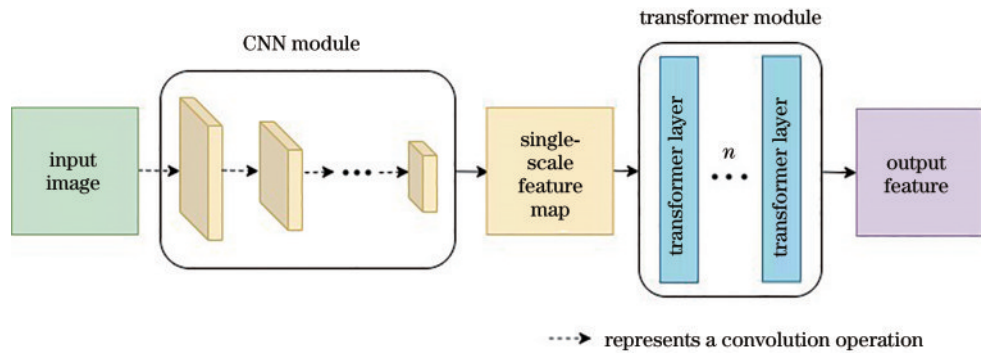 transformer module
CNN module
input
image
single-
scale
feature
map
transformer layer
n
transformer layer
output
feature
represents a convolution operation